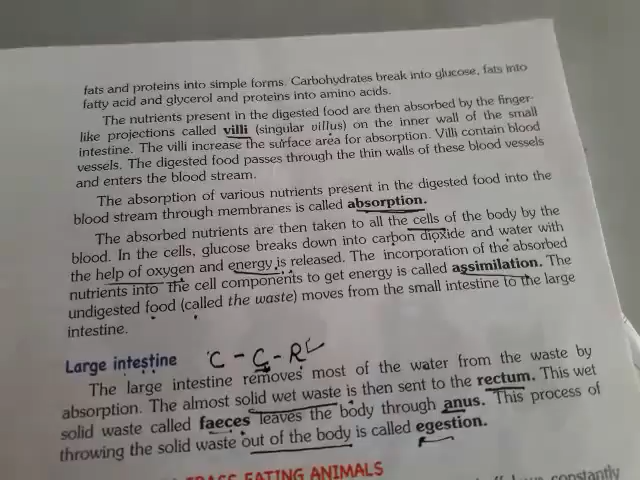 fats and proteins into simple forms. Carbohydrates break into glucose, fats into
fatty acid and glycerol and proteins into amino acids.
The nutrients present in the digested food are then absorbed by the finger-
like projections called villi (singular villus) on the inner wall of the small
intestine. The villi increase the surface area for absorption. Villi contain blood
vessels. The digested food passes through the thin walls of these blood vessels
and enters the blood stream.
The absorption of various nutrients present in the digested food into the
blood stream through membranes is called absorption.
The absorbed nutrients are then taken to all the cells of the body by the
blood. In the cells, glucose breaks down into carbon dioxide and water with
the help of oxygen and energy is released. The incorporation of the absorbed
nutrients into the cell components to get energy is called assimilation. The
undigested food (called the waste) moves from the small intestine to the large
intestine.
Large intestine C - C - R
The large intestine removes most of the water from the waste by
absorption. The almost solid wet waste is then sent to the rectum. This wet
solid waste called faeces leaves the body through anus. This process of
throwing the solid waste out of the body is called egestion.
EATING ANIMALS
constantly